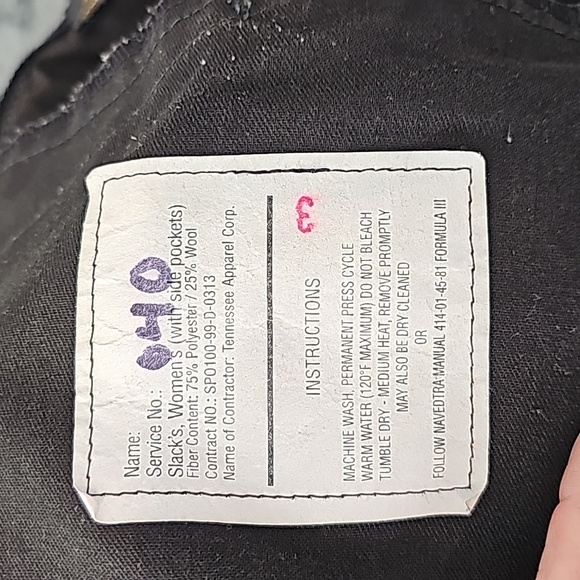 Name:
Service No.: 040
Slack's, Women's (with side pockets)
Fiber Content: 75% Polyester / 25% Wool
Contract NO.: SPO100-99-D-0313
Name of Contractor: Tennessee Apparel Corp.
3
INSTRUCTIONS
MACHINE WASH, PERMANENT PRESS CYCLE
WARM WATER (120°F MAXIMUM) DO NOT BLEACH
TUMBLE DRY - MEDIUM HEAT, REMOVE PROMPTLY
MAY ALSO BE DRY CLEANED
OR
FOLLOW NAVEDTRA MANUAL 414-01-45-81 FORMULA III